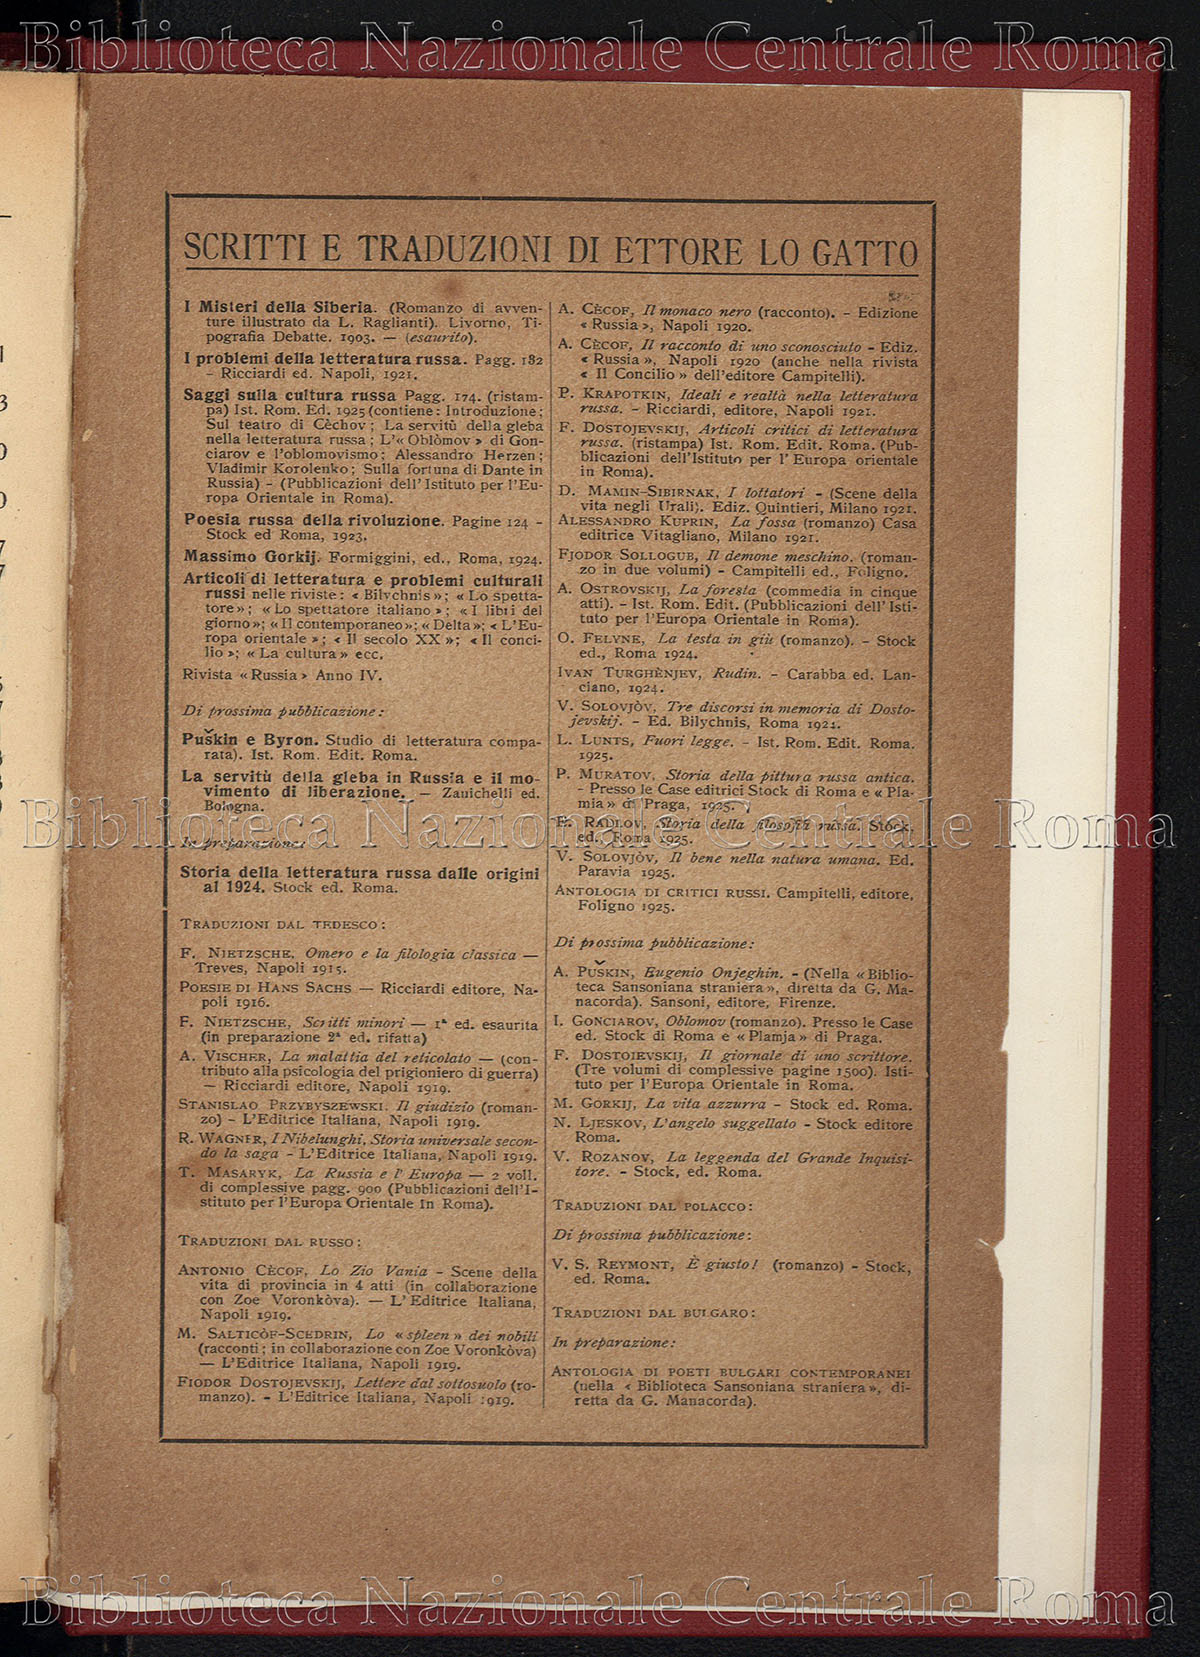 Biblioteca Nazionale Centrale Roma
SCRITTI E TRADUZIONI DI ETTORE LO GATTO
I Misteri della Siberia. (Romanzo di avven-
ture illustrato da L. Raglianti). Livorno, Ti-
pografia Debatte. 1903. — (esaurito).
I problemi della letteratura russa. Pagg. 182
- Ricciardi ed. Napoli, 1921.
Saggi sulla cultura russa Pagg. 174. (ristam-
pa) Ist. Rom. Ed. 1925 (contiene: Introduzione;
Sul teatro di Cèchov; La servitù della gleba
nella letteratura russa; L'« Oblòmov » di Gon-
ciarov e l'oblomovismo; Alessandro Herzen;
Vladimir Korolenko; Sulla fortuna di Dante in
Russia) - (Pubblicazioni dell'Istituto per l'Eu-
ropa Orientale in Roma).
Poesia russa della rivoluzione. Pagine 124 -
Stock ed Roma, 1923.
Massimo Gorkij. Formiggini, ed., Roma, 1924.
Articoli di letteratura e problemi culturali
russi nelle riviste: « Bilychnis »; « Lo spetta-
tore »; « Lo spettatore italiano »; « I libri del
giorno »; « Il contemporaneo »; « Delta »; « L'Eu-
ropa orientale »; « Il secolo XX »; « Il conci-
lio »; « La cultura » ecc.
Rivista « Russia » Anno IV.
Di prossima pubblicazione:
Puškin e Byron. Studio di letteratura compa-
rata). Ist. Rom. Edit. Roma.
La servitù della gleba in Russia e il mo-
vimento di liberazione. — Zanichelli ed.
Bologna.
In preparazione:
Storia della letteratura russa dalle origini
al 1924. Stock ed. Roma.
TRADUZIONI DAL TEDESCO:
F. NIETZSCHE, Omero e la filologia classica —
Treves, Napoli 1915.
POESIE DI HANS SACHS — Ricciardi editore, Na-
poli 1916.
F. NIETZSCHE, Scritti minori — 1ª ed. esaurita
(in preparazione 2ª ed. rifatta)
A. VISCHER, La malattia del reticolato — (con-
tributo alla psicologia del prigioniero di guerra)
— Ricciardi editore, Napoli 1919.
STANISLAO PRZYBYSZEWSKI. Il giudizio (roman-
zo) - L'Editrice Italiana, Napoli 1919.
R. WAGNER, I Nibelunghi, Storia universale secon-
do la saga - L'Editrice Italiana, Napoli 1919.
T. MASARYK, La Russia e l'Europa — 2 voll.
di complessive pagg. 900 (Pubblicazioni dell'I-
stituto per l'Europa Orientale in Roma).
TRADUZIONI DAL RUSSO:
ANTONIO CÈCOF, Lo Zio Vania - Scene della
vita di provincia in 4 atti (in collaborazione
con Zoe Voronkòva). — L'Editrice Italiana,
Napoli 1919.
M. SALTICÒF-SCEDRIN, Lo « spleen » dei nobili
(racconti; in collaborazione con Zoe Voronkòva)
— L'Editrice Italiana, Napoli 1919.
FIODOR DOSTOJEVSKIJ, Lettere dal sottosuolo (ro-
manzo). - L'Editrice Italiana, Napoli 1919.
A. CÈCOF, Il monaco nero (racconto). - Edizione
« Russia », Napoli 1920.
A. CÈCOF, Il racconto di uno sconosciuto - Ediz.
« Russia », Napoli 1920 (anche nella rivista
« Il Concilio » dell'editore Campitelli).
P. KRAPOTKIN, Ideali e realtà nella letteratura
russa. - Ricciardi, editore, Napoli 1921.
F. DOSTOJEVSKIJ, Articoli critici di letteratura
russa. (ristampa) Ist. Rom. Edit. Roma. (Pub-
blicazioni dell'Istituto per l'Europa orientale
in Roma).
D. MAMIN-SIBIRNAK, I lottatori - (Scene della
vita negli Urali). Ediz. Quintieri, Milano 1921.
ALESSANDRO KUPRIN, La fossa (romanzo) Casa
editrice Vitagliano, Milano 1921.
FJODOR SOLLOGUB, Il demone meschino. (roman-
zo in due volumi) - Campitelli ed., Foligno.
A. OSTROVSKIJ, La foresta (commedia in cinque
atti). - Ist. Rom. Edit. (Pubblicazioni dell'Isti-
tuto per l'Europa Orientale in Roma).
O. FELYNE, La testa in giù (romanzo). - Stock
ed., Roma 1924.
IVAN TURGHÈNJEV, Rudin. - Carabba ed. Lan-
ciano, 1924.
V. SOLOVJÒV, Tre discorsi in memoria di Dosto-
jevskij. - Ed. Bilychnis, Roma 1921.
L. LUNTS, Fuori legge. - Ist. Rom. Edit. Roma.
1925.
P. MURATOV, Storia della pittura russa antica.
- Presso le Case editrici Stock di Roma e « Pla-
mia » di Praga, 1925.
E. RADLOV, Storia della filosofia russa. Stock,
ed., Roma 1925.
V. SOLOVJÒV, Il bene nella natura umana. Ed.
Paravia 1925.
ANTOLOGIA DI CRITICI RUSSI. Campitelli, editore,
Foligno 1925.
Di prossima pubblicazione:
A. PUŠKIN, Eugenio Onjeghin. - (Nella « Biblio-
teca Sansoniana straniera », diretta da G. Ma-
nacorda). Sansoni, editore, Firenze.
I. GONCIAROV, Oblomov (romanzo). Presso le Case
ed. Stock di Roma e « Plamja » di Praga.
F. DOSTOIEVSKIJ, Il giornale di uno scrittore.
(Tre volumi di complessive pagine 1500). Isti-
tuto per l'Europa Orientale in Roma.
M. GORKIJ, La vita azzurra - Stock ed. Roma.
N. LJESKOV, L'angelo suggellato - Stock editore
Roma.
V. ROZANOV, La leggenda del Grande Inquisi-
tore. - Stock, ed. Roma.
TRADUZIONI DAL POLACCO:
Di prossima pubblicazione:
V. S. REYMONT, È giusto! (romanzo) - Stock,
ed. Roma.
TRADUZIONI DAL BULGARO:
In preparazione:
ANTOLOGIA DI POETI BULGARI CONTEMPORANEI
(nella « Biblioteca Sansoniana straniera », di-
retta da G. Manacorda).
Biblioteca Nazionale Centrale Roma
Biblioteca Nazionale Centrale Roma